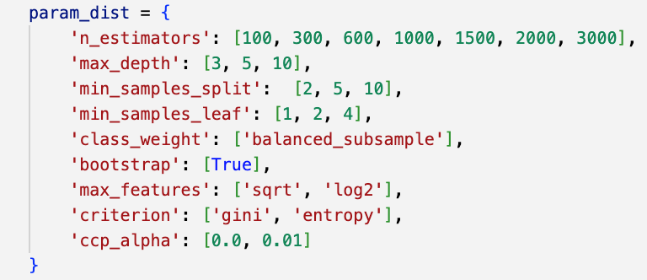 param_dist = {
    'n_estimators': [100, 300, 600, 1000, 1500, 2000, 3000],
    'max_depth': [3, 5, 10],
    'min_samples_split':  [2, 5, 10],
    'min_samples_leaf': [1, 2, 4],
    'class_weight': ['balanced_subsample'],
    'bootstrap': [True],
    'max_features': ['sqrt', 'log2'],
    'criterion': ['gini', 'entropy'],
    'ccp_alpha': [0.0, 0.01]
}